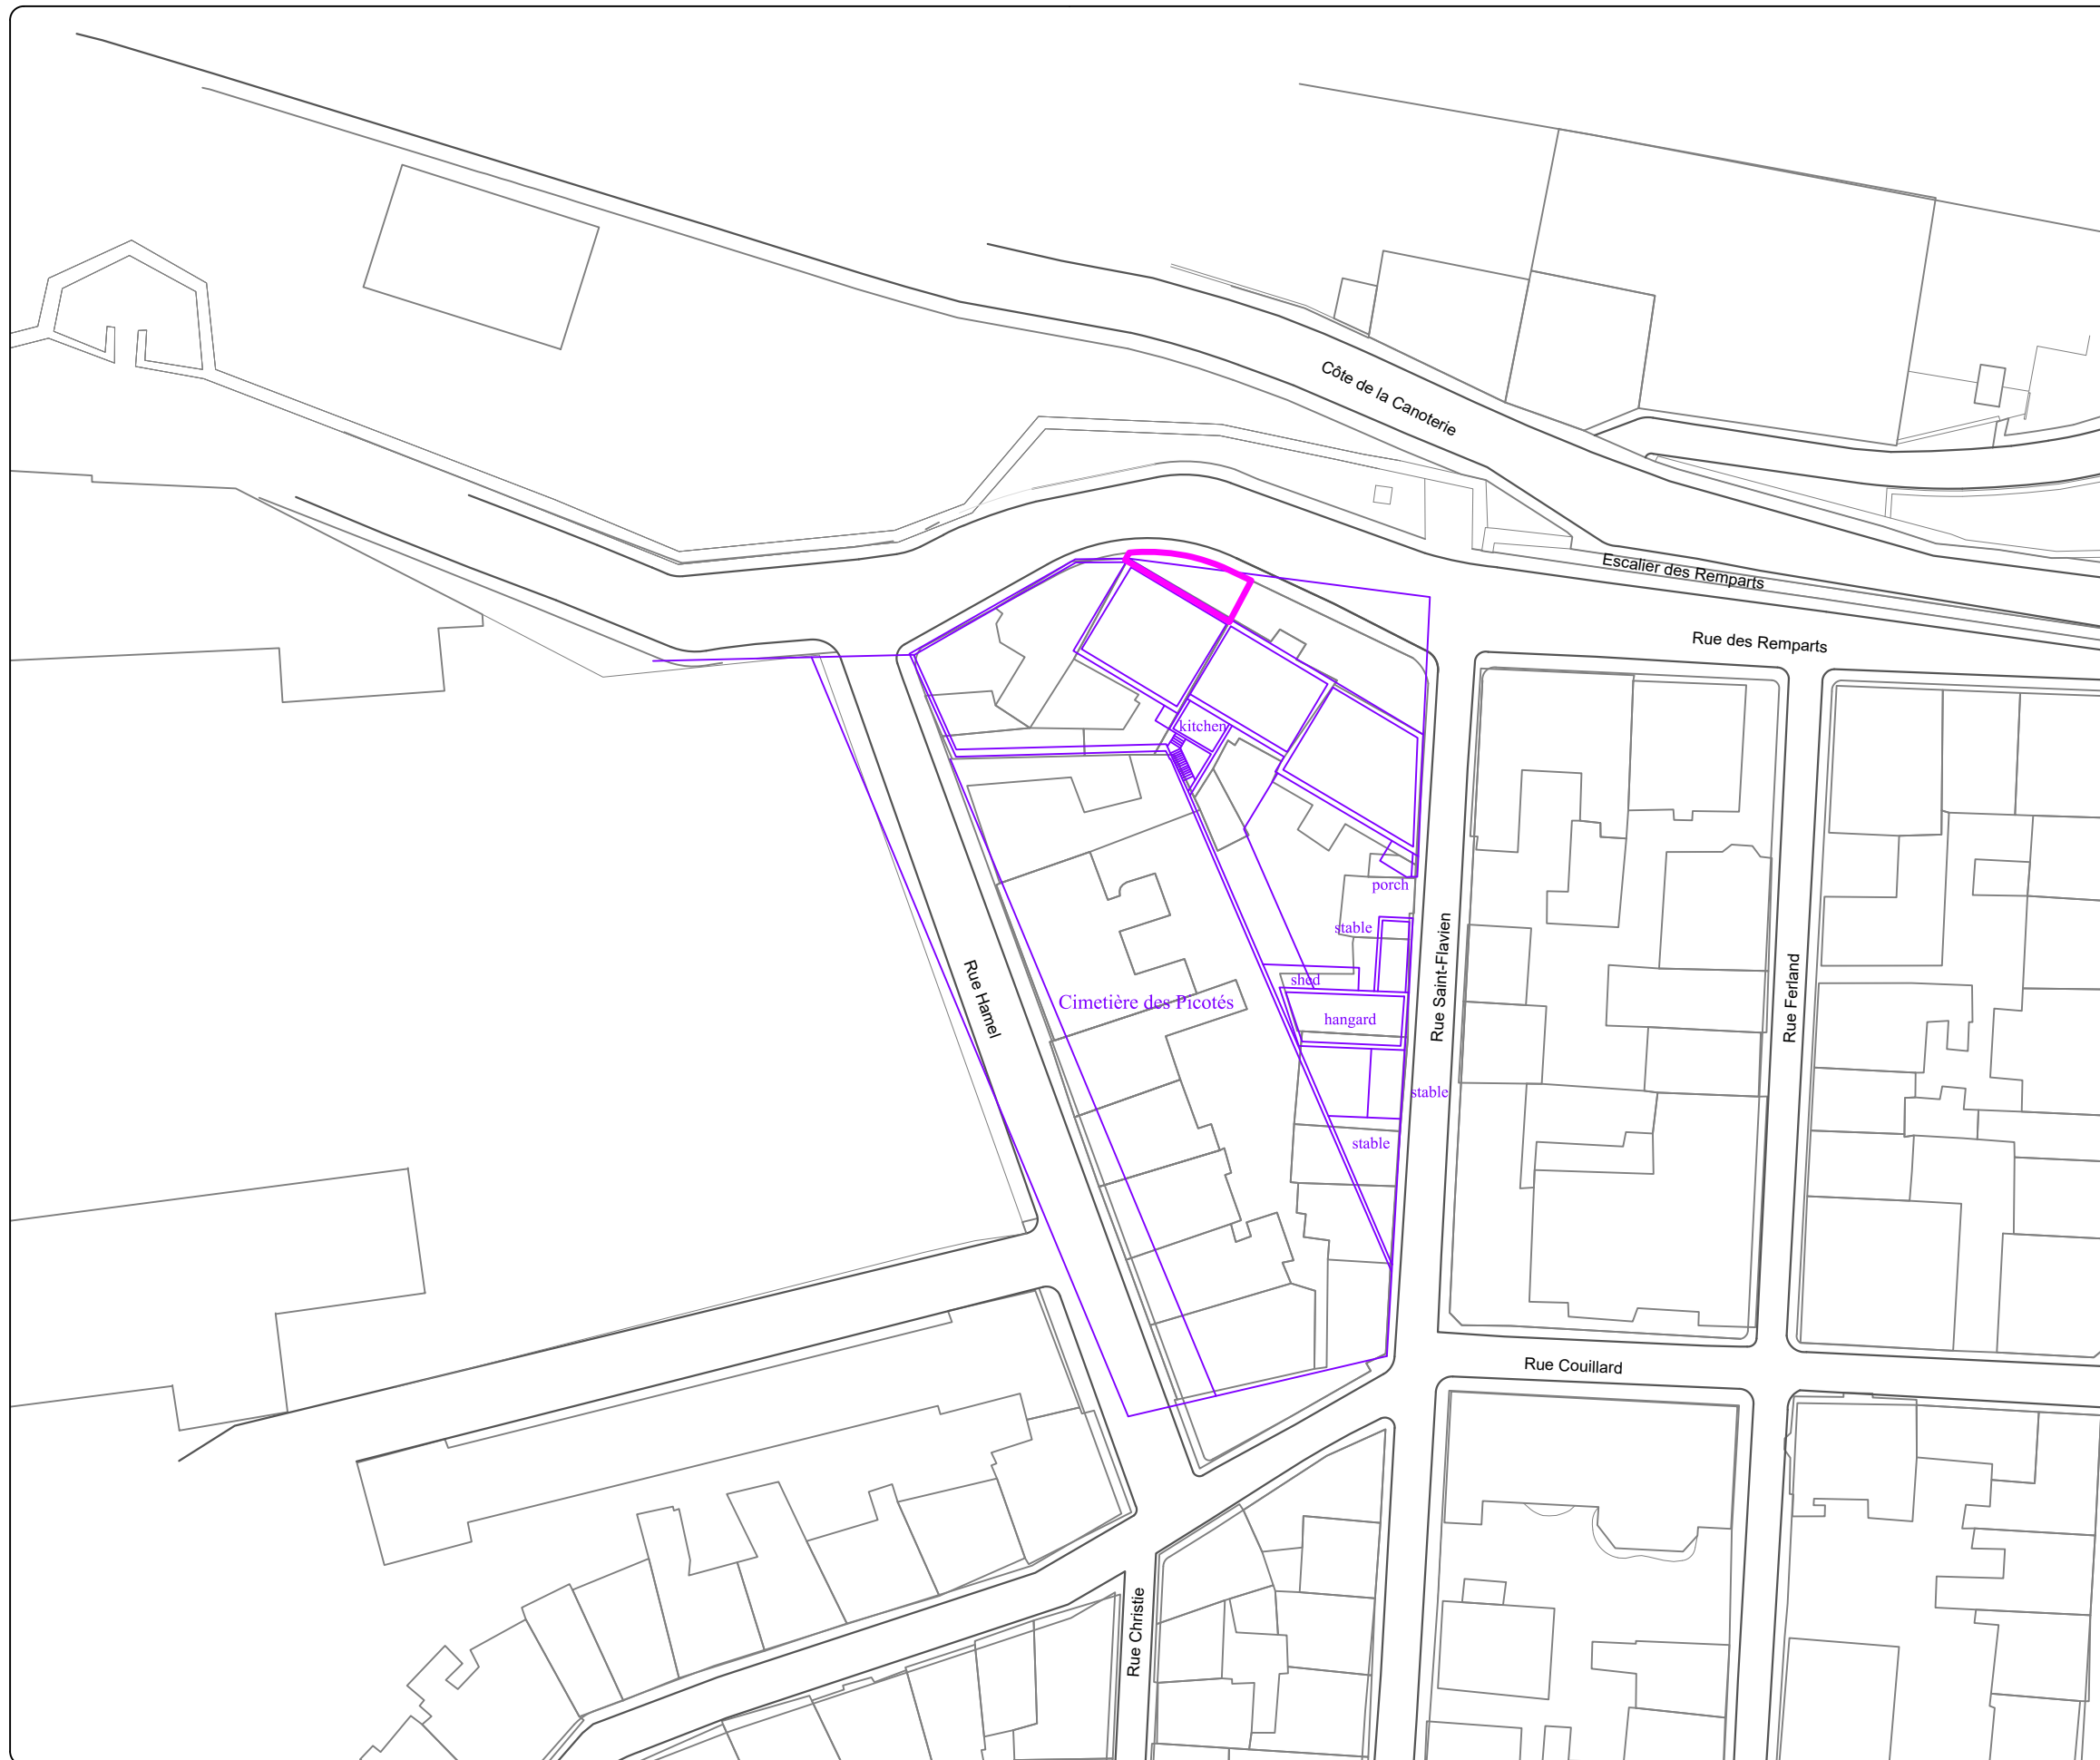 Côte de la Canoterie
Escalier des Remparts
Rue des Remparts
kitchen
porch
stable
shed
Cimetière des Picotés
hangard
Rue Hamel
Rue Saint-Flavien
Rue Ferland
stable
stable
Rue Couillard
Rue Christie